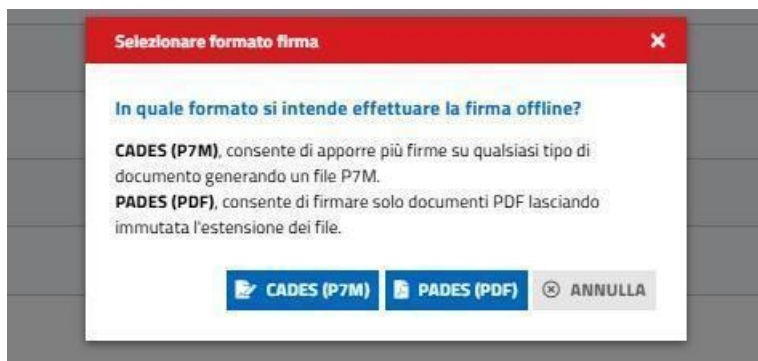 Selezionare formato firma
In quale formato si intende effettuare la firma offline?
CADES (P7M), consente di apporre più firme su qualsiasi tipo di
documento generando un file P7M.
PADES (PDF), consente di firmare solo documenti PDF lasciando
immutata l'estensione dei file.
CADES (P7M) PADES (PDF) ANNULLA